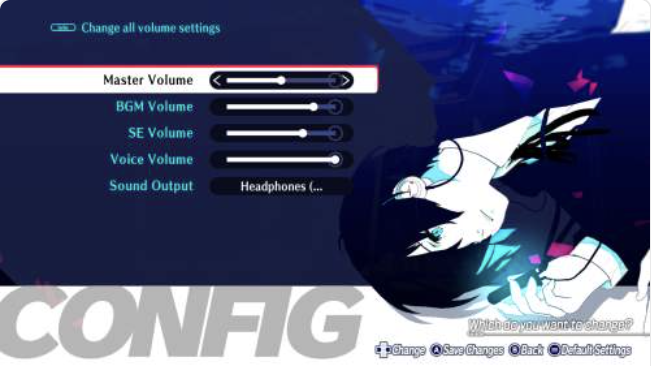 Change all volume settings
Master Volume
BGM Volume
SE Volume
Voice Volume
Sound Output Headphones (...
CONFIG
Which do you want to change?
Change A Save Changes B Back Default Settings